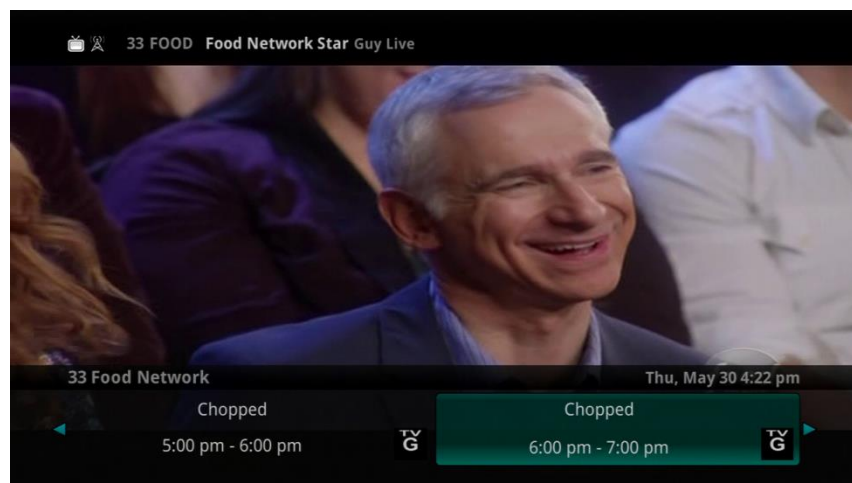 33 FOOD Food Network Star Guy Live
33 Food Network Thu, May 30 4:22 pm
Chopped Chopped
5:00 pm - 6:00 pm TV G 6:00 pm - 7:00 pm TV G